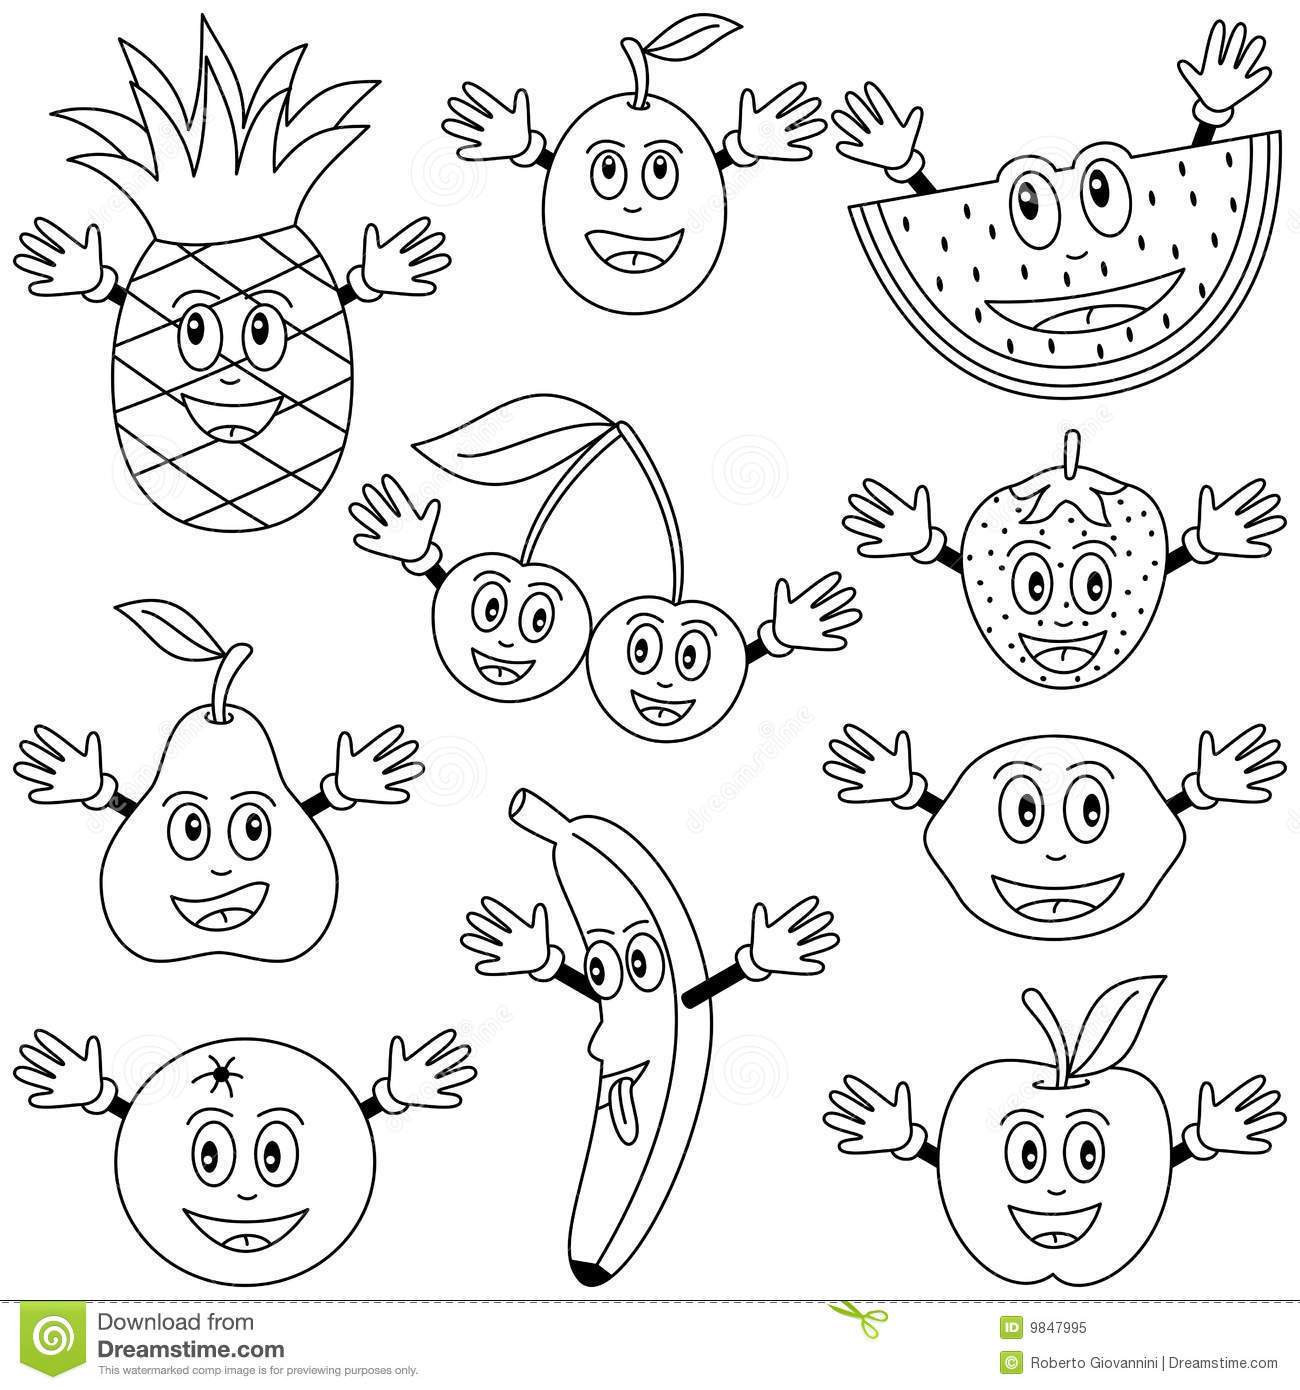 Download from
Dreamstime.com
This watermarked comp image is for previewing purposes only.
ID 9847995
© Roberto Giovannini | Dreamstime.com